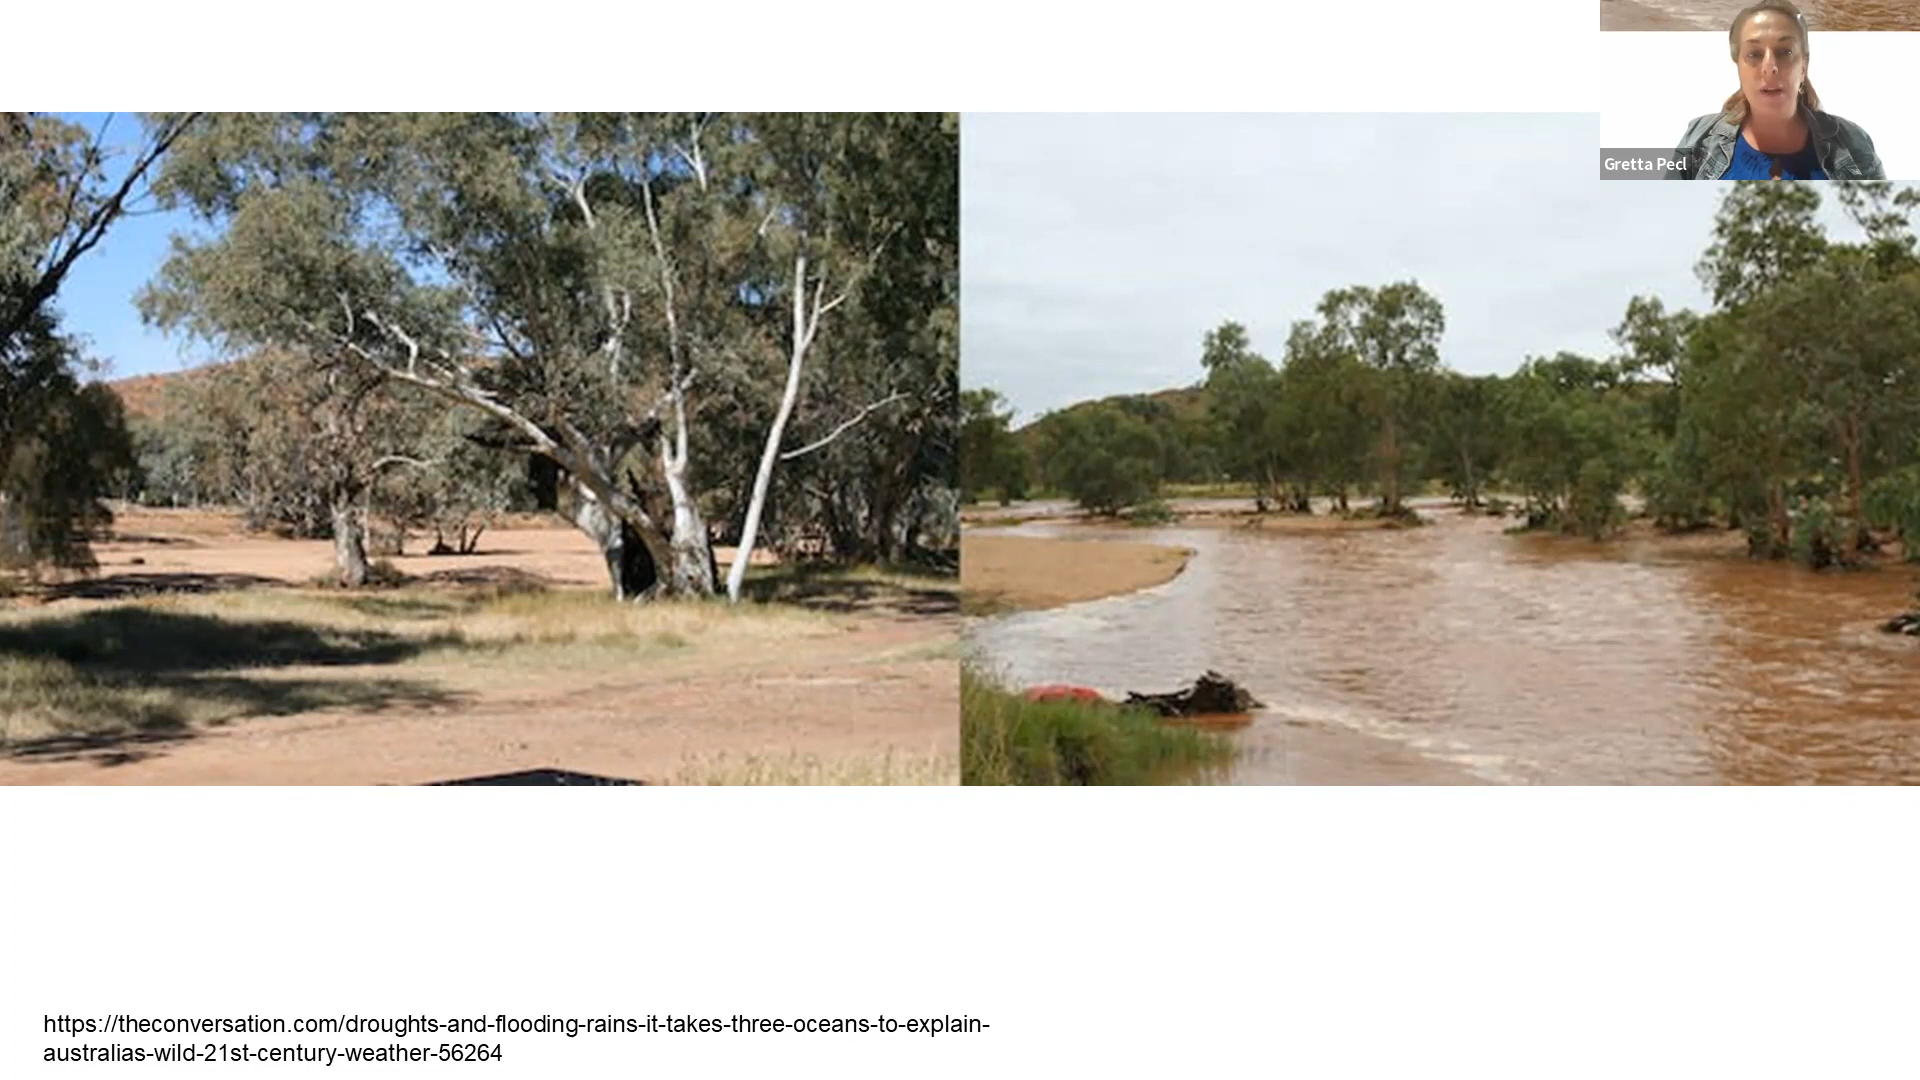 Gretta Pecl
https://theconversation.com/droughts-and-flooding-rains-it-takes-three-oceans-to-explain-
australias-wild-21st-century-weather-56264